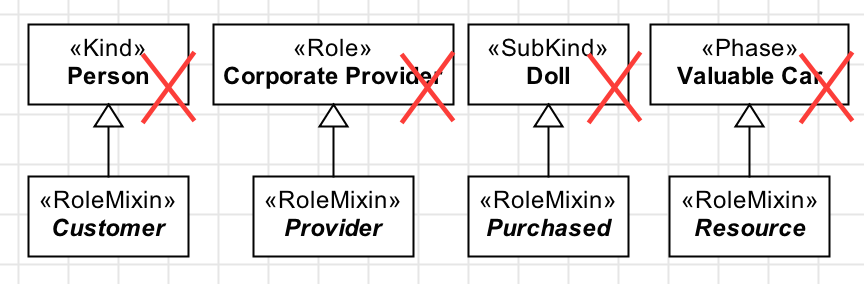 «Kind»
Person
«Role»
Corporate Provider
«SubKind»
Doll
«Phase»
Valuable Car
«RoleMixin»
Customer
«RoleMixin»
Provider
«RoleMixin»
Purchased
«RoleMixin»
Resource